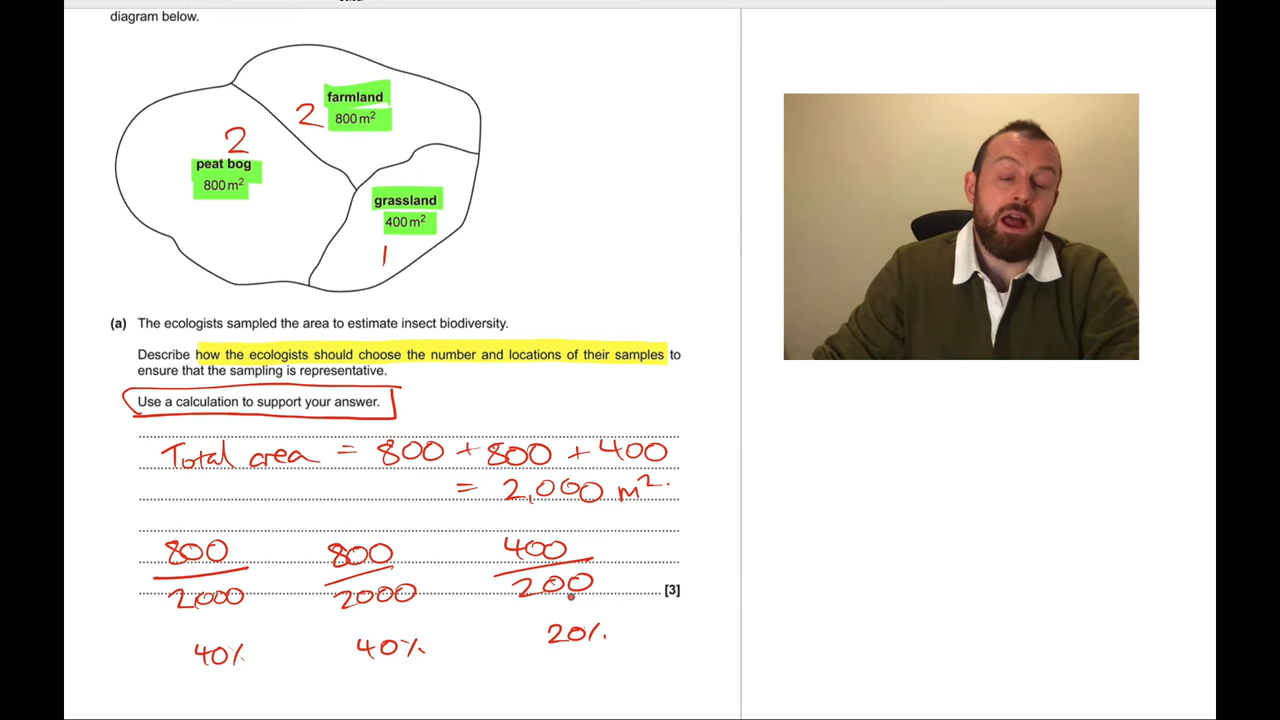 diagram below.
farmland
2
800 m²
2
peat bog
800 m²
grassland
400 m²
1
(a) The ecologists sampled the area to estimate insect biodiversity.
Describe how the ecologists should choose the number and locations of their samples to
ensure that the sampling is representative.
Use a calculation to support your answer.
Total area = 800 + 800 + 400
= 2,000 m².
800 800 400
2000 2000 200
[3]
40% 40% 20%